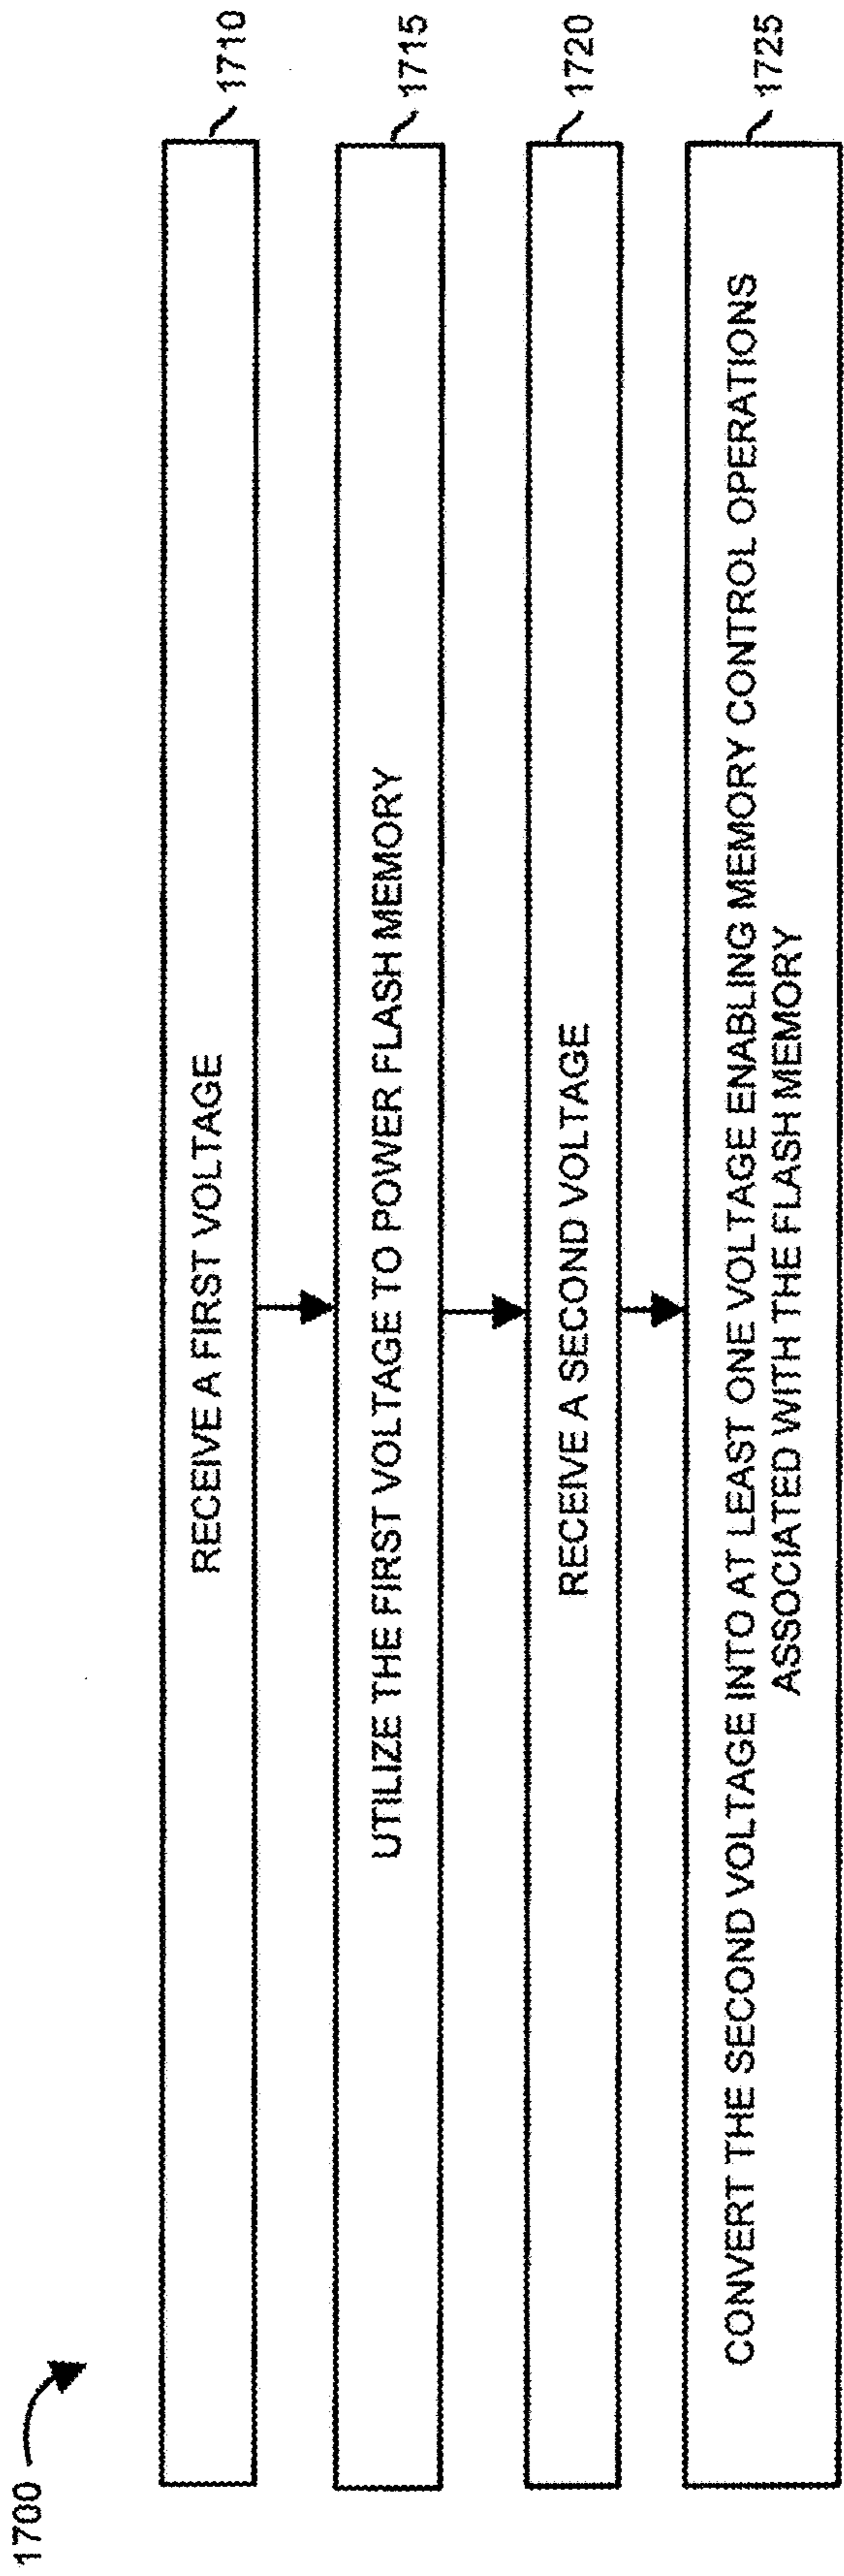 1700
RECEIVE A FIRST VOLTAGE
1710
UTILIZE THE FIRST VOLTAGE TO POWER FLASH MEMORY
1715
RECEIVE A SECOND VOLTAGE
1720
CONVERT THE SECOND VOLTAGE INTO AT LEAST ONE VOLTAGE ENABLING MEMORY CONTROL OPERATIONS
ASSOCIATED WITH THE FLASH MEMORY
1725